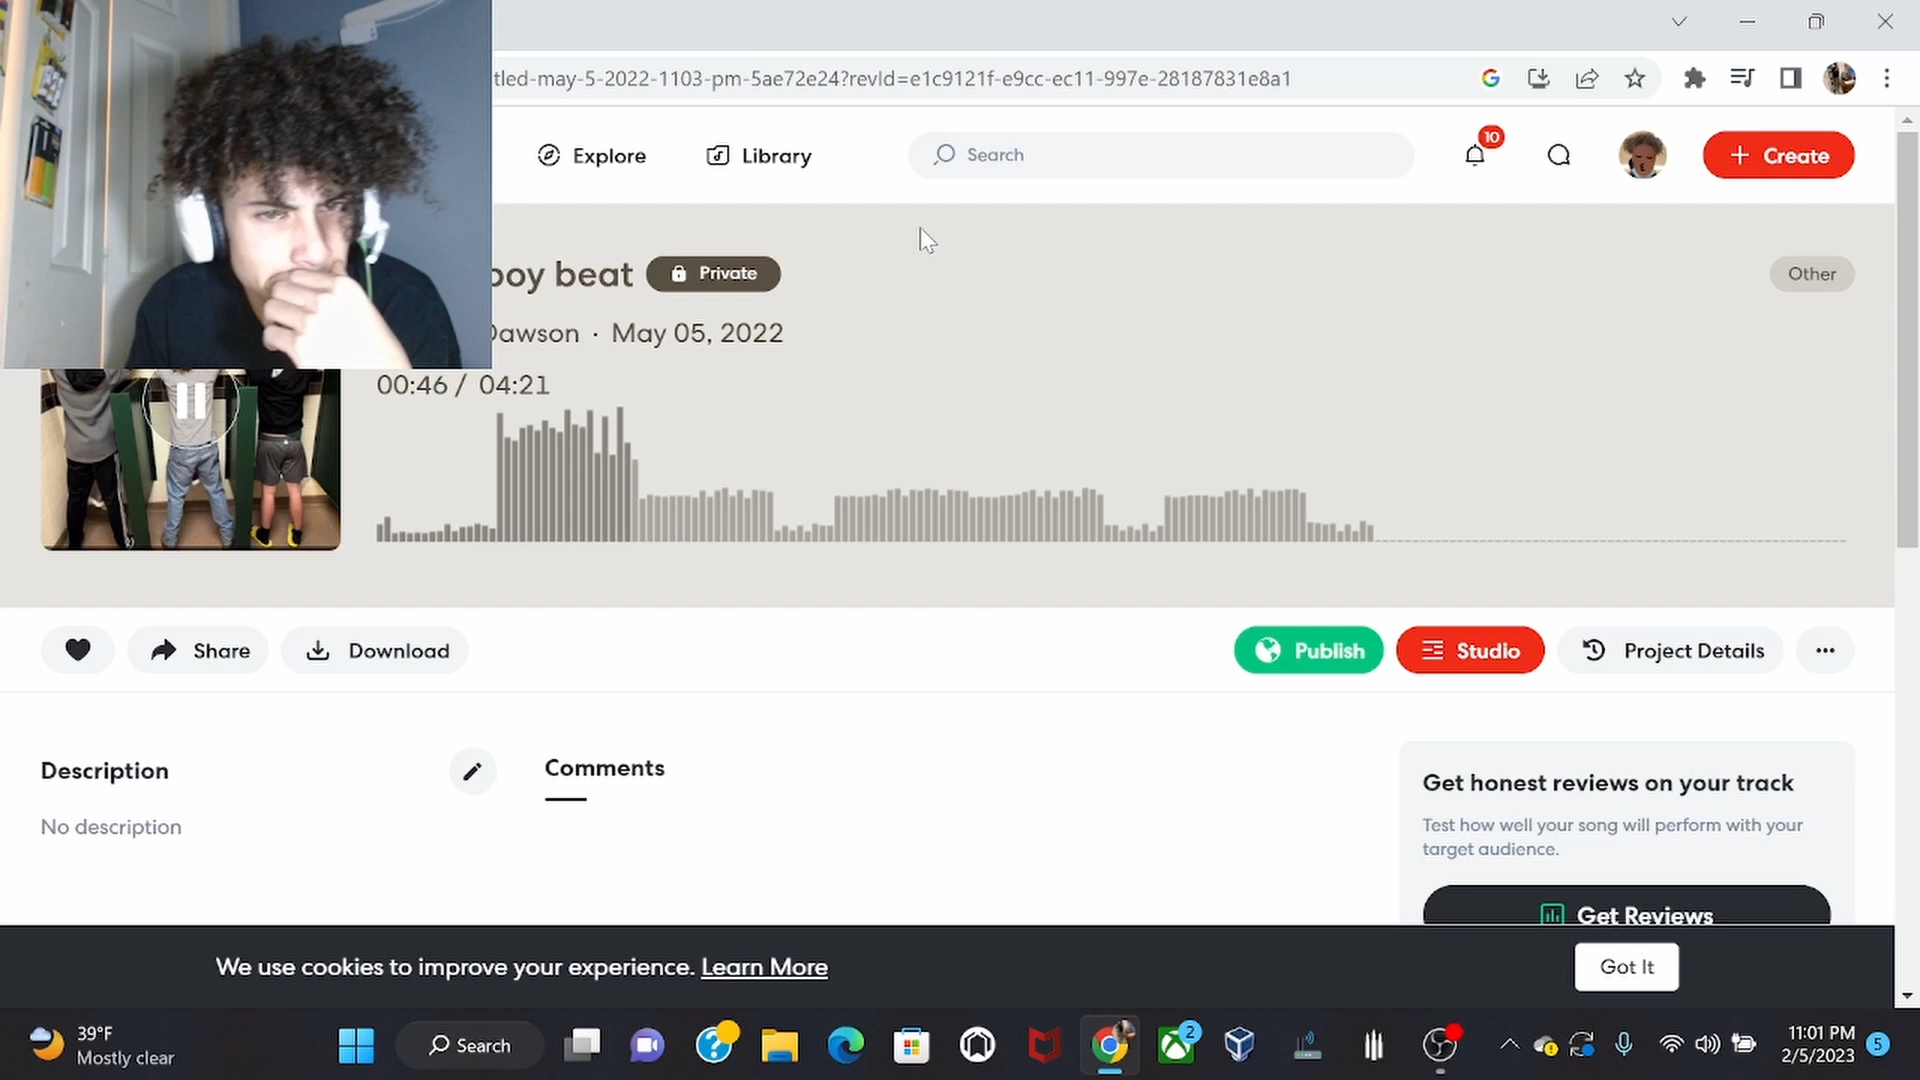 tled-may-5-2022-1103-pm-5ae72e24?revId=e1c9121f-e9cc-ec11-997e-28187831e8a1
Explore
Library
Search
10
+ Create
boy beat
Private
Other
Dawson · May 05, 2022
00:46 / 04:21
Share
Download
Publish
Studio
Project Details
Description
Comments
No description
Get honest reviews on your track
Test how well your song will perform with your
target audience.
Get Reviews
We use cookies to improve your experience. Learn More
Got It
39°F
Mostly clear
Search
2
11:01 PM
2/5/2023
5